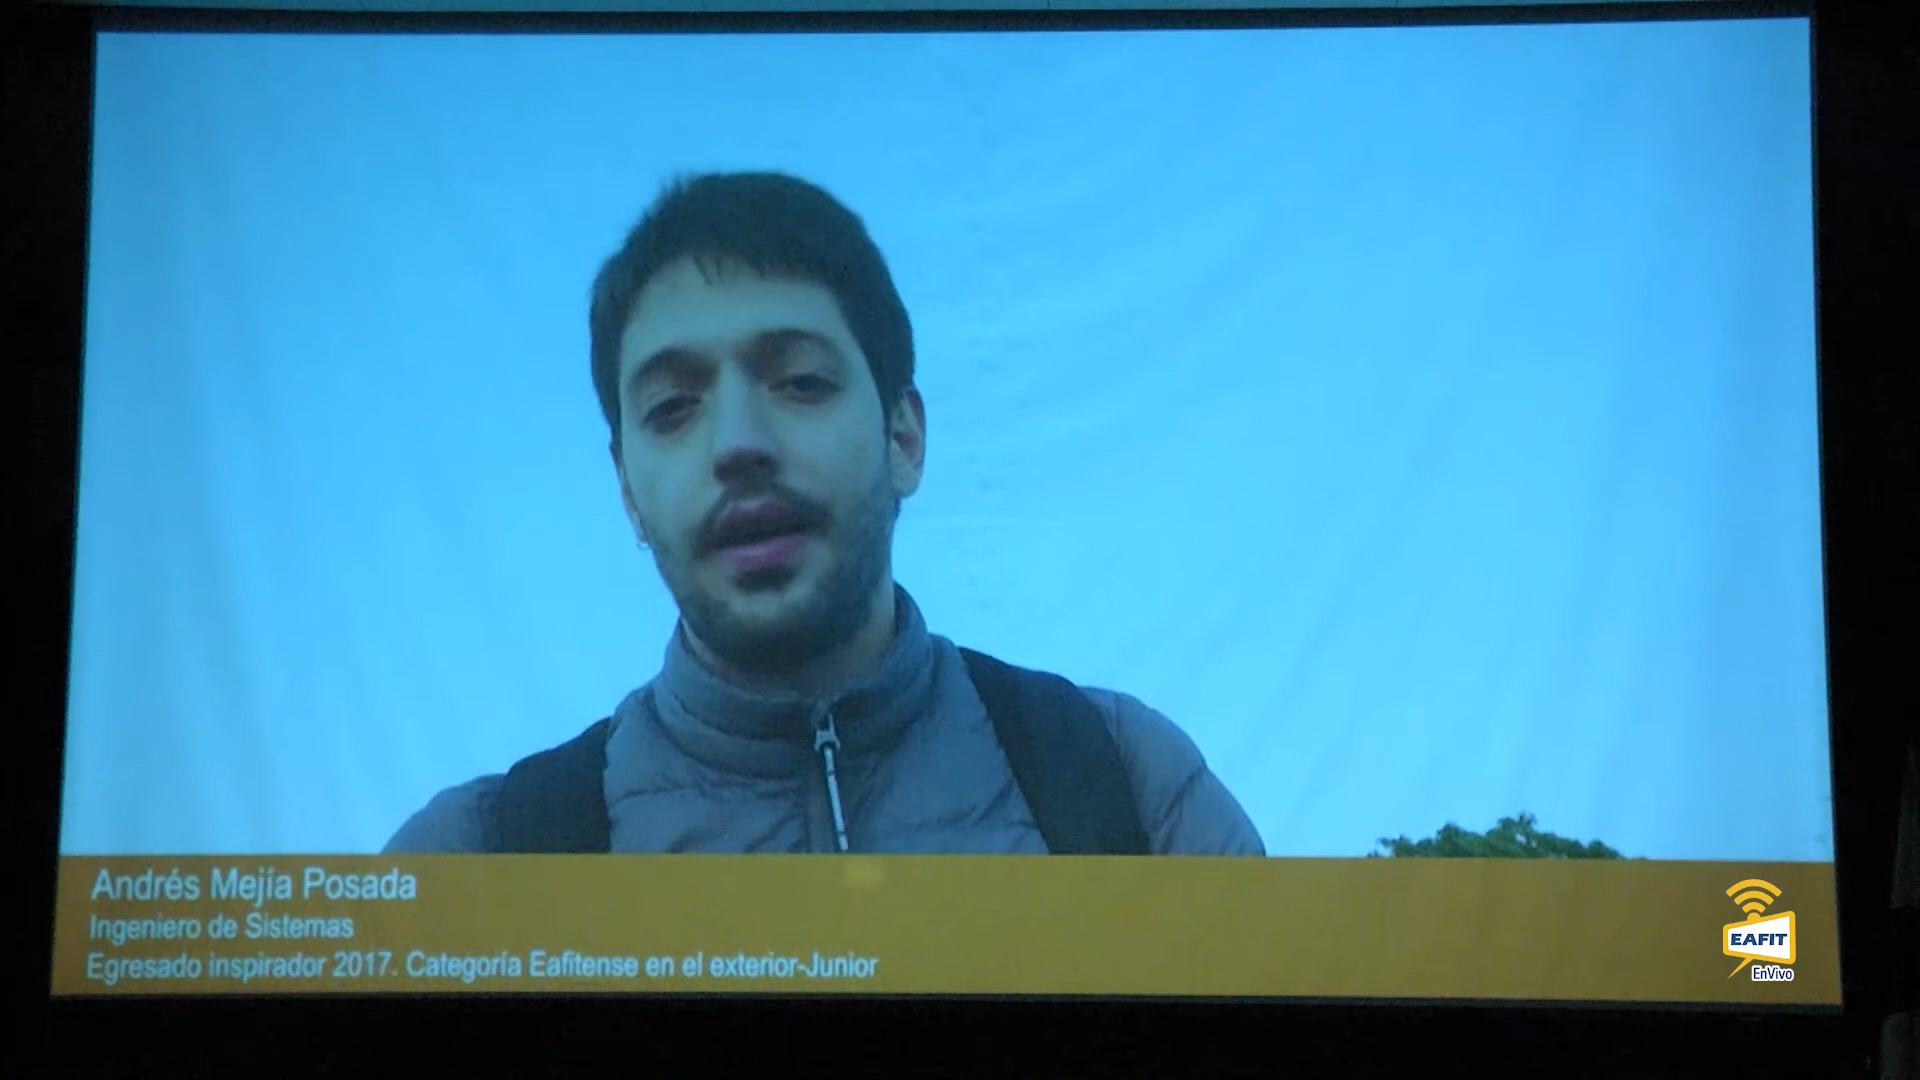 Andrés Mejía Posada
Ingeniero de Sistemas
Egresado inspirador 2017. Categoría Eafitense en el exterior-Junior
EAFIT
EnVivo